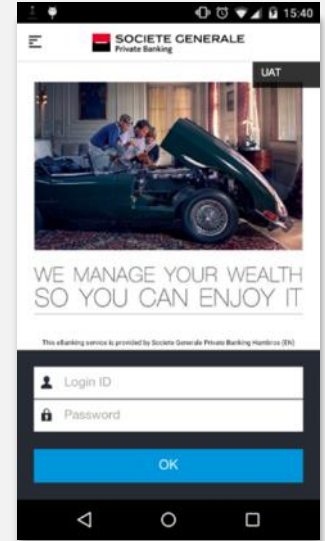 15:40
SOCIETE GENERALE
Private Banking
UAT
WE MANAGE YOUR WEALTH
SO YOU CAN ENJOY IT
This eBanking service is provided by Societe Generale Private Banking Hambros (EN)
Login ID
Password
OK